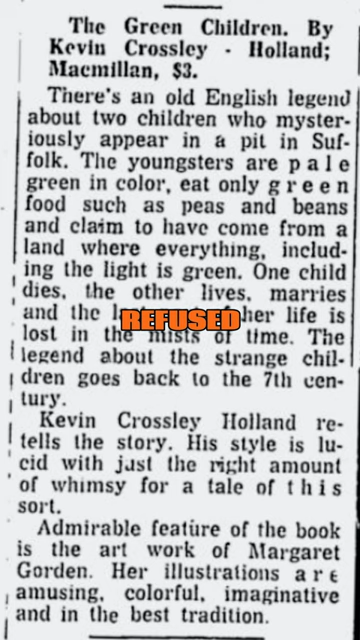 The Green Children. By
Kevin Crossley - Holland;
Macmillan, $3.
There's an old English legend
about two children who myster-
iously appear in a pit in Suf-
folk. The youngsters are pale
green in color, eat only green
food such as peas and beans
and claim to have come from a
land where everything, includ-
ing the light is green. One child
dies, the other lives, marries
and the her life is
REFUSED
lost in the mists of time. The
legend about the strange chil-
dren goes back to the 7th cen-
tury.
Kevin Crossley Holland re-
tells the story. His style is lu-
cid with just the right amount
of whimsy for a tale of this
sort.
Admirable feature of the book
is the art work of Margaret
Gorden. Her illustrations are
amusing, colorful, imaginative
and in the best tradition.